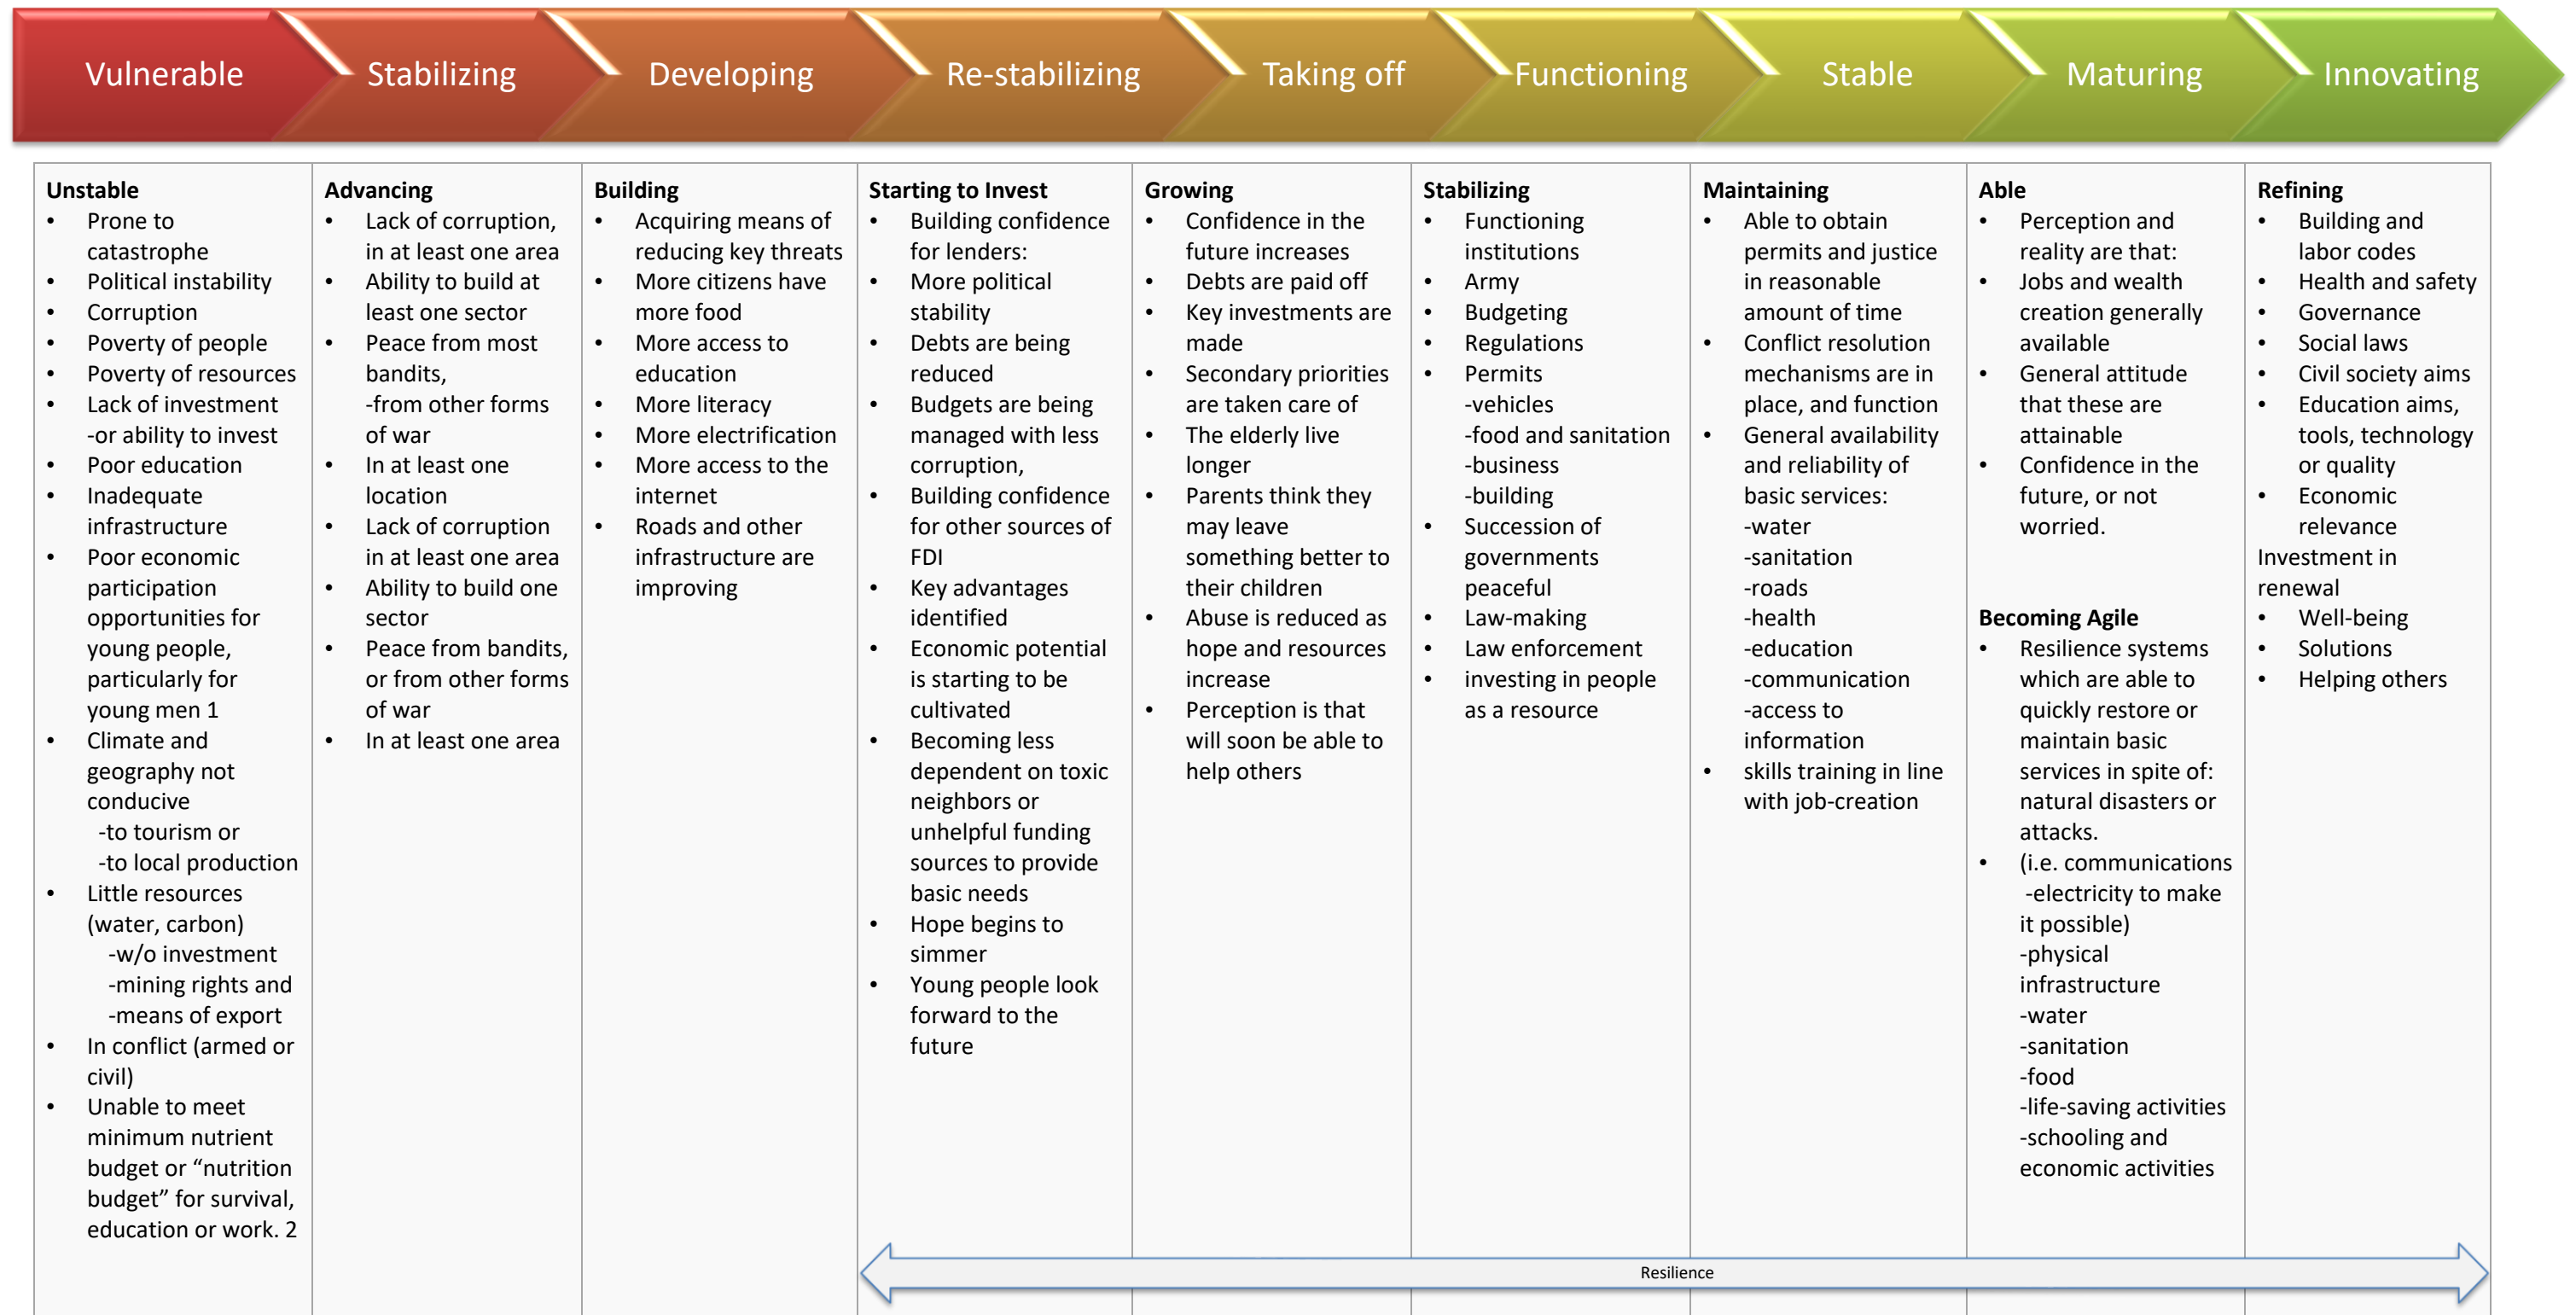 Vulnerable
Stabilizing
Developing
Re-stabilizing
Taking off
Functioning
Stable
Maturing
Innovating
Unstable
• Prone to
catastrophe
• Political instability
• Corruption
• Poverty of people
• Poverty of resources
• Lack of investment
-or ability to invest
• Poor education
• Inadequate
infrastructure
• Poor economic
participation
opportunities for
young people,
particularly for
young men 1
• Climate and
geography not
conducive
-to tourism or
-to local production
• Little resources
(water, carbon)
-w/o investment
-mining rights and
-means of export
• In conflict (armed or
civil)
• Unable to meet
minimum nutrient
budget or “nutrition
budget” for survival,
education or work. 2
Advancing
• Lack of corruption,
in at least one area
• Ability to build at
least one sector
• Peace from most
bandits,
-from other forms
of war
• In at least one
location
• Lack of corruption
in at least one area
• Ability to build one
sector
• Peace from bandits,
or from other forms
of war
• In at least one area
Building
• Acquiring means of
reducing key threats
• More citizens have
more food
• More access to
education
• More literacy
• More electrification
• More access to the
internet
• Roads and other
infrastructure are
improving
Starting to Invest
• Building confidence
for lenders:
• More political
stability
• Debts are being
reduced
• Budgets are being
managed with less
corruption,
• Building confidence
for other sources of
FDI
• Key advantages
identified
• Economic potential
is starting to be
cultivated
• Becoming less
dependent on toxic
neighbors or
unhelpful funding
sources to provide
basic needs
• Hope begins to
simmer
• Young people look
forward to the
future
Growing
• Confidence in the
future increases
• Debts are paid off
• Key investments are
made
• Secondary priorities
are taken care of
• The elderly live
longer
• Parents think they
may leave
something better to
their children
• Abuse is reduced as
hope and resources
increase
• Perception is that
will soon be able to
help others
Stabilizing
• Functioning
institutions
• Army
• Budgeting
• Regulations
• Permits
-vehicles
-food and sanitation
-business
-building
• Succession of
governments
peaceful
• Law-making
• Law enforcement
• investing in people
as a resource
Maintaining
• Able to obtain
permits and justice
in reasonable
amount of time
• Conflict resolution
mechanisms are in
place, and function
• General availability
and reliability of
basic services:
-water
-sanitation
-roads
-health
-education
-communication
-access to
information
• skills training in line
with job-creation
Able
• Perception and
reality are that:
• Jobs and wealth
creation generally
available
• General attitude
that these are
attainable
• Confidence in the
future, or not
worried.
Becoming Agile
• Resilience systems
which are able to
quickly restore or
maintain basic
services in spite of:
natural disasters or
attacks.
• (i.e. communications
-electricity to make
it possible)
-physical
infrastructure
-water
-sanitation
-food
-life-saving activities
-schooling and
economic activities
Refining
• Building and
labor codes
• Health and safety
• Governance
• Social laws
• Civil society aims
• Education aims,
tools, technology
or quality
• Economic
relevance
Investment in
renewal
• Well-being
• Solutions
• Helping others
Resilience